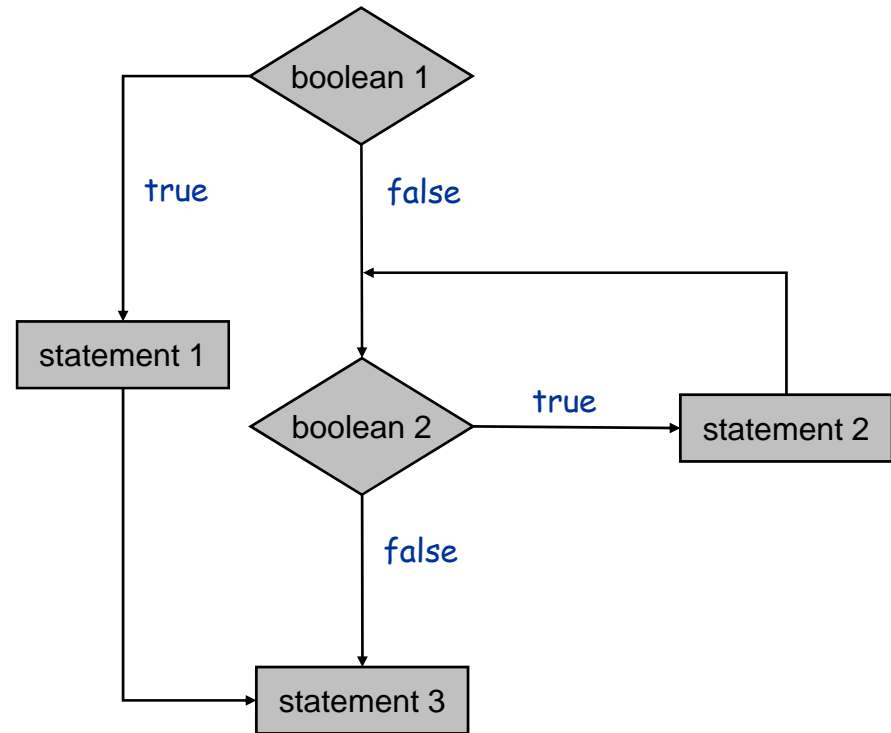 boolean 1
true
false
statement 1
boolean 2
true
statement 2
false
statement 3